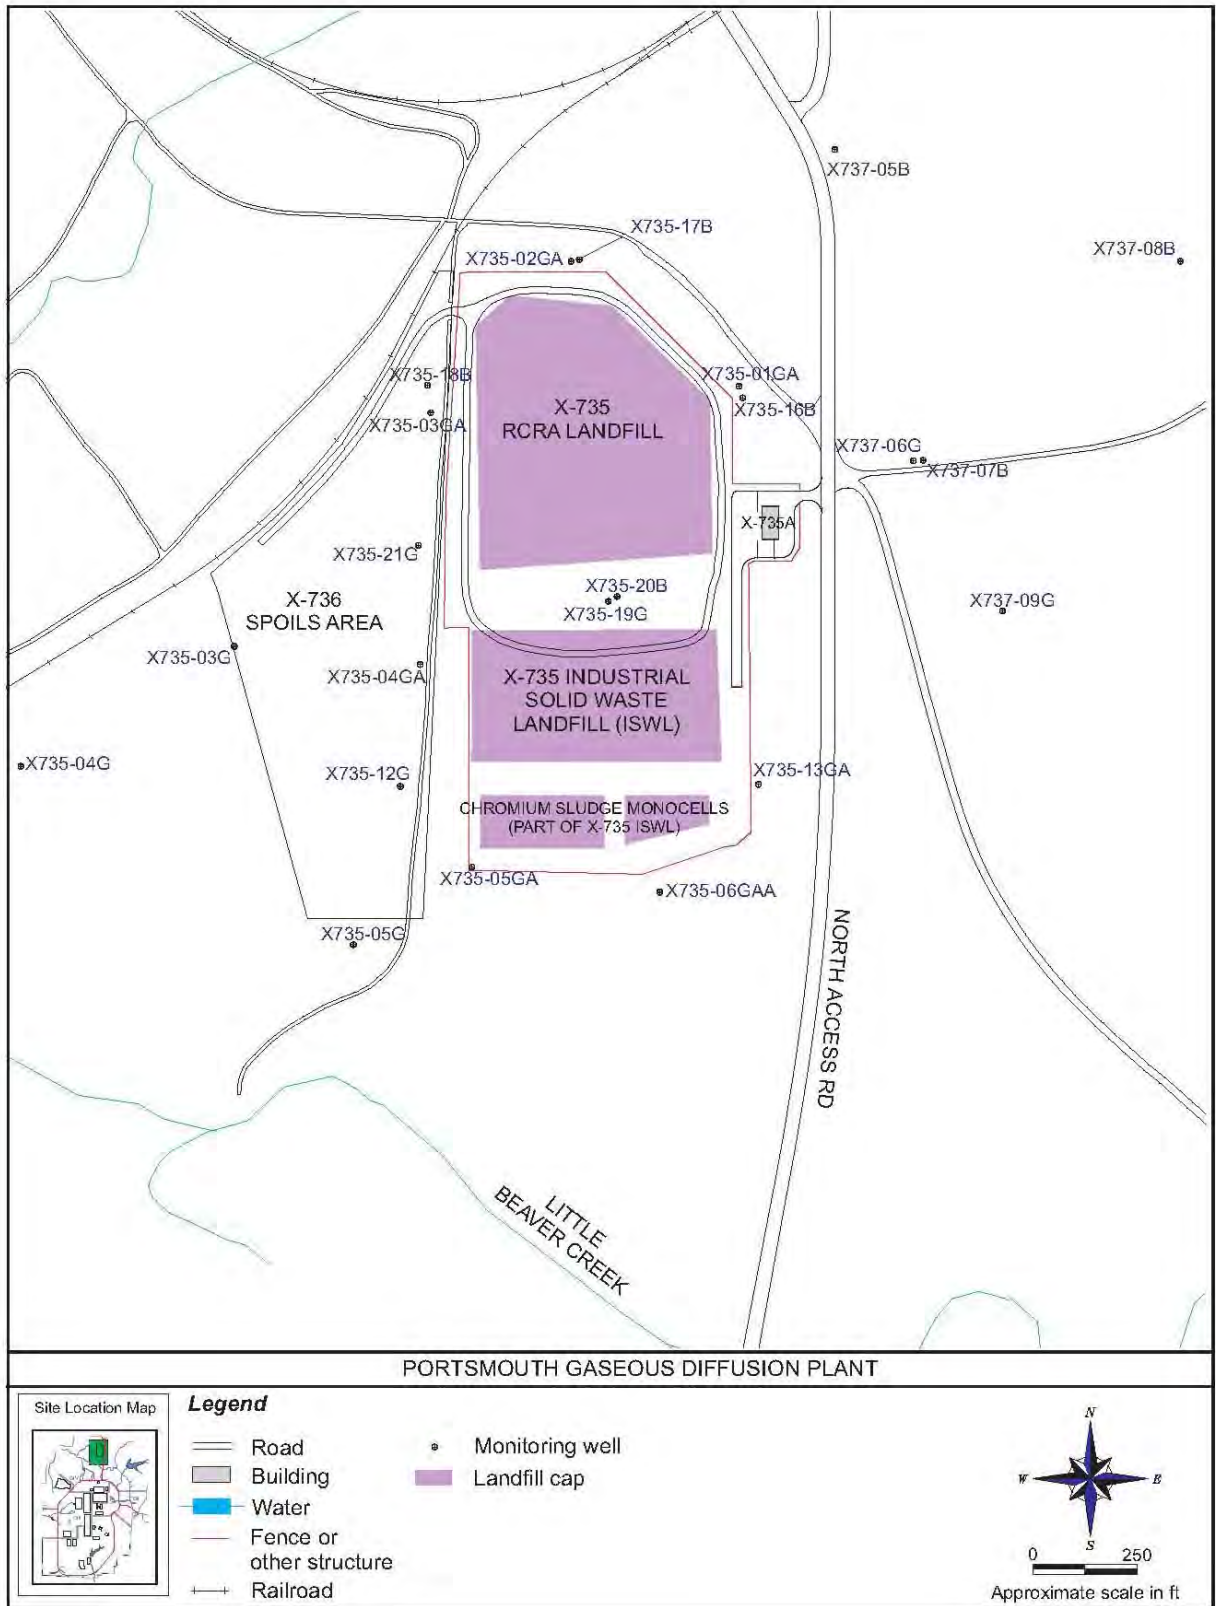 X737-05B
X735-17B
X735-02GA
X737-08B
X735-18B
X735-01GA
X735-03GA
X735-16B
X-735
RCRA LANDFILL
X737-06G
X737-07B
X-735A
X735-21G
X735-20B
X735-19G
X-736
SPOILS AREA
X737-09G
X735-03G
X735-04GA
X-735 INDUSTRIAL
SOLID WASTE
LANDFILL (ISWL)
X735-04G
X735-12G
X735-13GA
CHROMIUM SLUDGE MONOCELLS
(PART OF X-735 ISWL)
X735-05GA
X735-06GAA
X735-05G
NORTH ACCESS RD
LITTLE
BEAVER CREEK
PORTSMOUTH GASEOUS DIFFUSION PLANT
Site Location Map
Legend
Road
Building
Water
Fence or
other structure
Railroad
Monitoring well
Landfill cap
N
W E
S
0 250
Approximate scale in ft